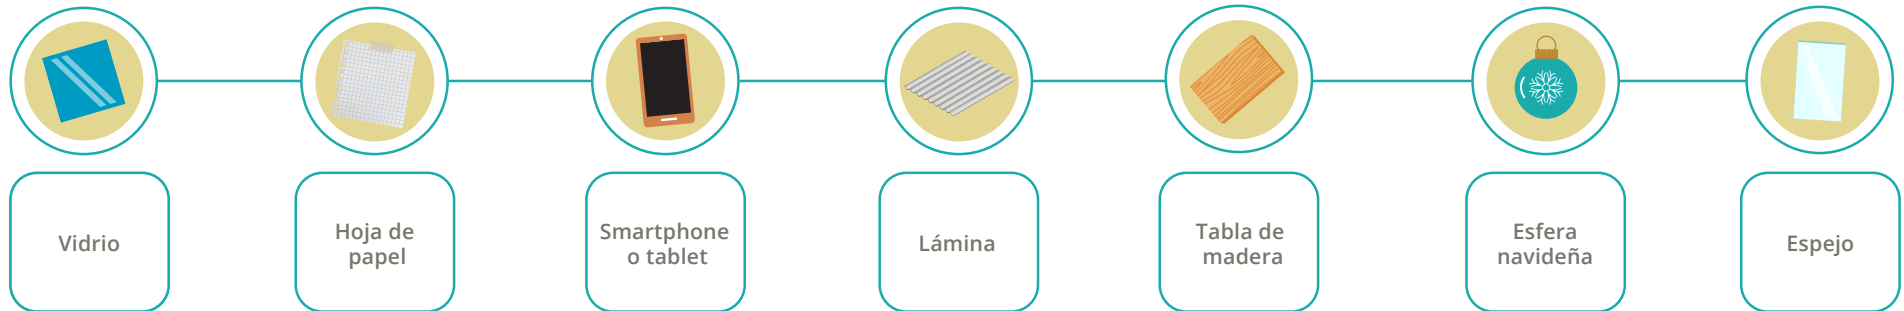 Vidrio
Hoja de
papel
Smartphone
o tablet
Lámina
Tabla de
madera
Esfera
navideña
Espejo